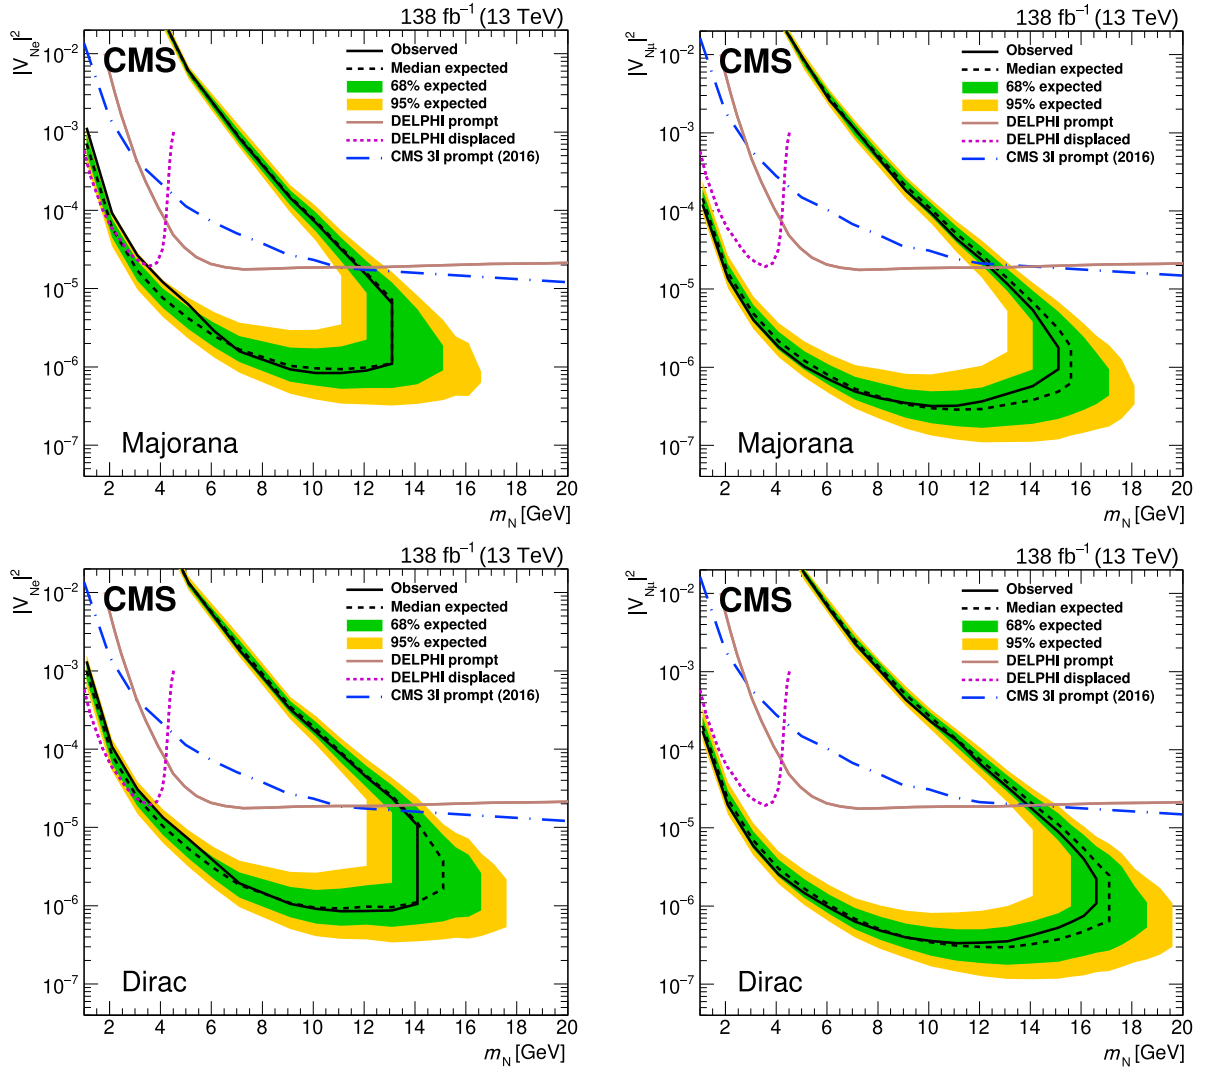 138 fb⁻¹ (13 TeV)
|V_Ne|²
CMS
Observed
Median expected
68% expected
95% expected
DELPHI prompt
DELPHI displaced
CMS 3l prompt (2016)
10⁻²
10⁻³
10⁻⁴
10⁻⁵
10⁻⁶
10⁻⁷
Majorana
2 4 6 8 10 12 14 16 18 20
m_N [GeV]
138 fb⁻¹ (13 TeV)
|V_Nμ|²
CMS
Observed
Median expected
68% expected
95% expected
DELPHI prompt
DELPHI displaced
CMS 3l prompt (2016)
10⁻²
10⁻³
10⁻⁴
10⁻⁵
10⁻⁶
10⁻⁷
Majorana
2 4 6 8 10 12 14 16 18 20
m_N [GeV]
138 fb⁻¹ (13 TeV)
|V_Ne|²
CMS
Observed
Median expected
68% expected
95% expected
DELPHI prompt
DELPHI displaced
CMS 3l prompt (2016)
10⁻²
10⁻³
10⁻⁴
10⁻⁵
10⁻⁶
10⁻⁷
Dirac
2 4 6 8 10 12 14 16 18 20
m_N [GeV]
138 fb⁻¹ (13 TeV)
|V_Nμ|²
CMS
Observed
Median expected
68% expected
95% expected
DELPHI prompt
DELPHI displaced
CMS 3l prompt (2016)
10⁻²
10⁻³
10⁻⁴
10⁻⁵
10⁻⁶
10⁻⁷
Dirac
2 4 6 8 10 12 14 16 18 20
m_N [GeV]